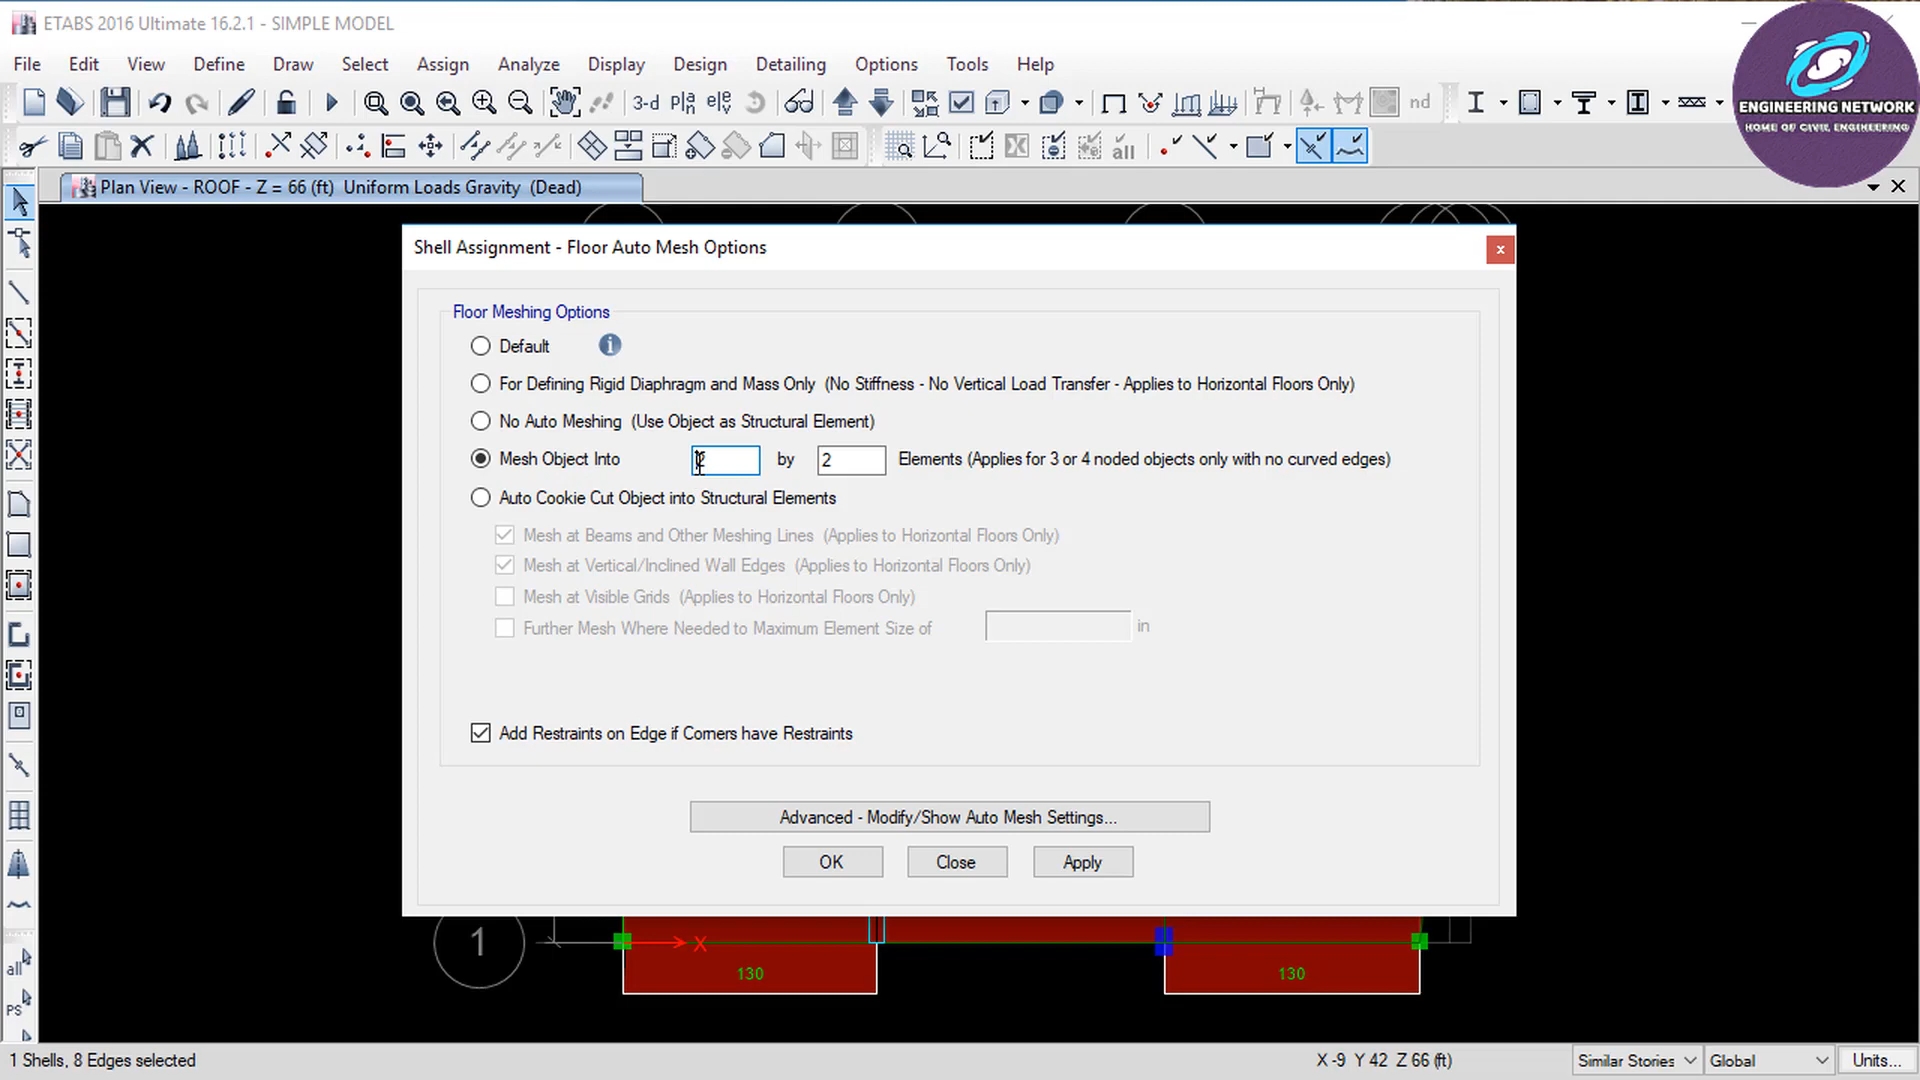 ETABS 2016 Ultimate 16.2.1 - SIMPLE MODEL
File Edit View Define Draw Select Assign Analyze Display Design Detailing Options Tools Help
3-d
nd
all
ENGINEERING NETWORK
HOME OF CIVIL ENGINEERING
Plan View - ROOF - Z = 66 (ft) Uniform Loads Gravity (Dead)
Shell Assignment - Floor Auto Mesh Options
Floor Meshing Options
Default
For Defining Rigid Diaphragm and Mass Only (No Stiffness - No Vertical Load Transfer - Applies to Horizontal Floors Only)
No Auto Meshing (Use Object as Structural Element)
Mesh Object Into by 2 Elements (Applies for 3 or 4 noded objects only with no curved edges)
Auto Cookie Cut Object into Structural Elements
Mesh at Beams and Other Meshing Lines (Applies to Horizontal Floors Only)
Mesh at Vertical/Inclined Wall Edges (Applies to Horizontal Floors Only)
Mesh at Visible Grids (Applies to Horizontal Floors Only)
Further Mesh Where Needed to Maximum Element Size of in
Add Restraints on Edge if Corners have Restraints
Advanced - Modify/Show Auto Mesh Settings...
OK Close Apply
1 X
130 130
all
PS
1 Shells, 8 Edges selected
X -9 Y 42 Z 66 (ft)
Similar Stories Global Units...